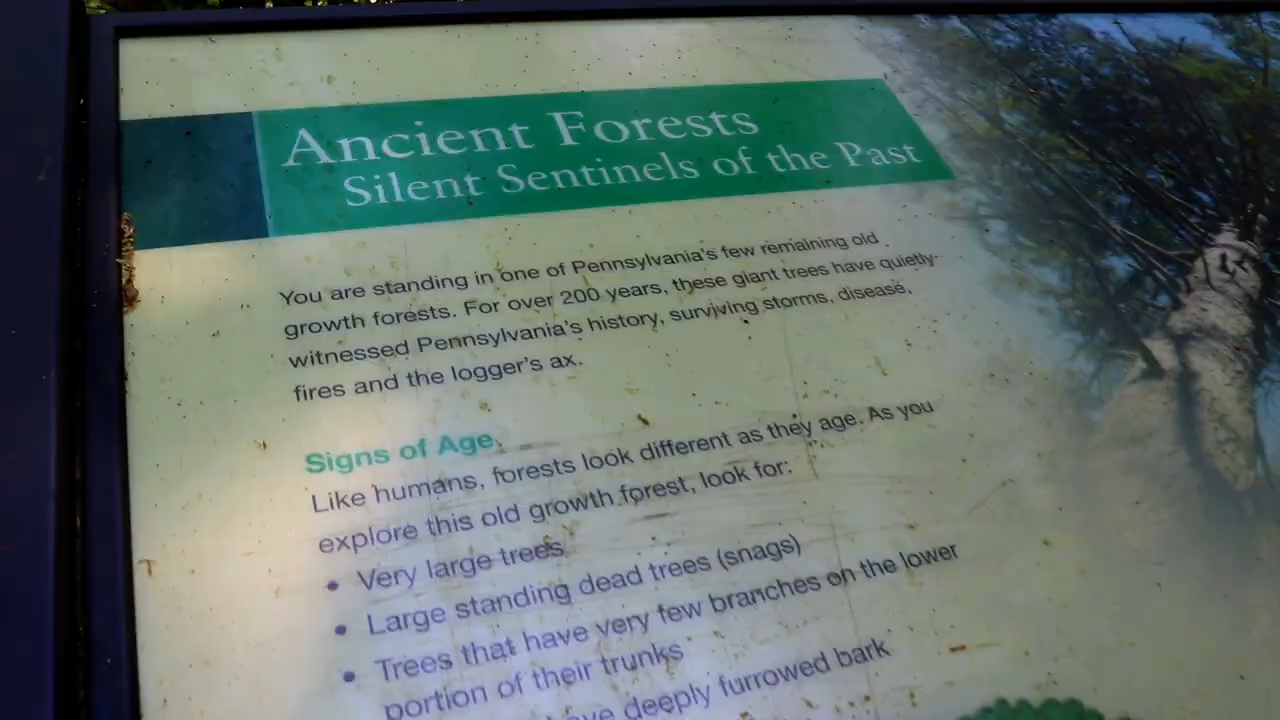 Ancient Forests
Silent Sentinels of the Past
You are standing in one of Pennsylvania's few remaining old
growth forests. For over 200 years, these giant trees have quietly
witnessed Pennsylvania's history, surviving storms, disease,
fires and the logger's ax.
Signs of Age
Like humans, forests look different as they age. As you
explore this old growth forest, look for:
• Very large trees
• Large standing dead trees (snags)
• Trees that have very few branches on the lower
portion of their trunks
deeply furrowed bark